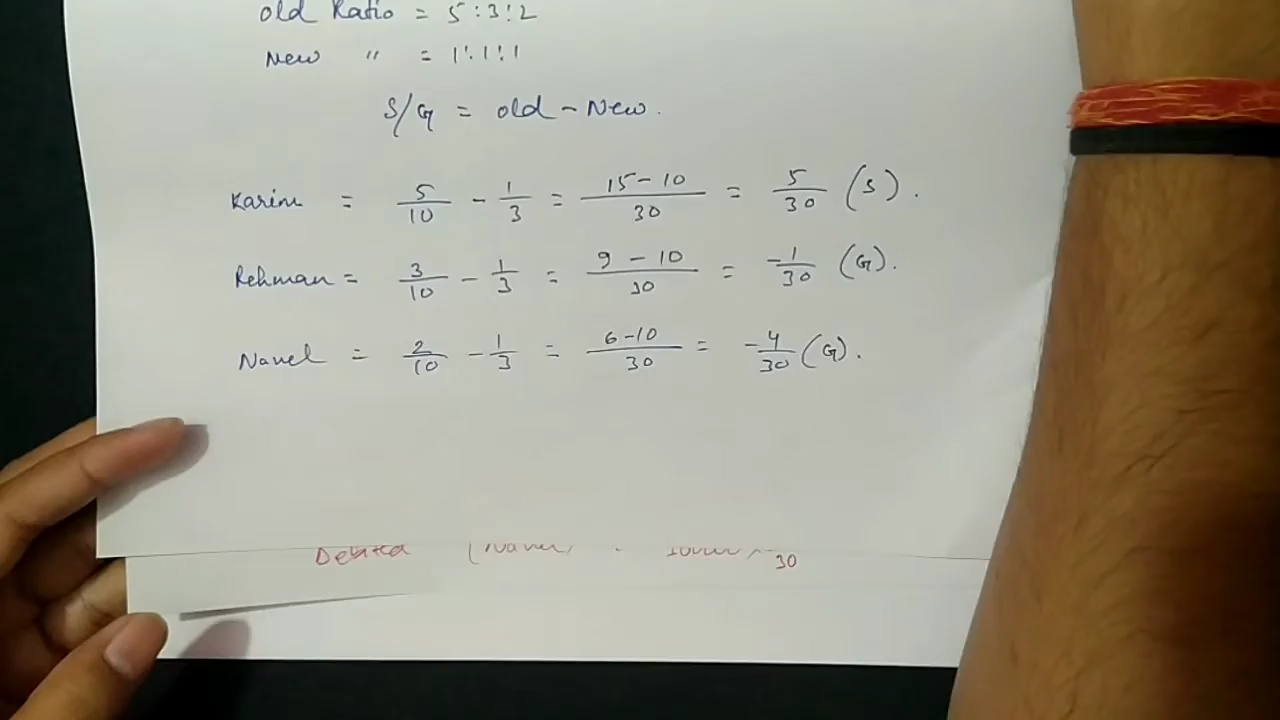 old Ratio = 5:3:2
New " = 1:1:1
S/G = old - New.
Karim = 5/10 - 1/3 = 15-10/30 = 5/30 (S).
Rehman = 3/10 - 1/3 = 9-10/30 = -1/30 (G).
Navel = 2/10 - 1/3 = 6-10/30 = -4/30 (G).
30